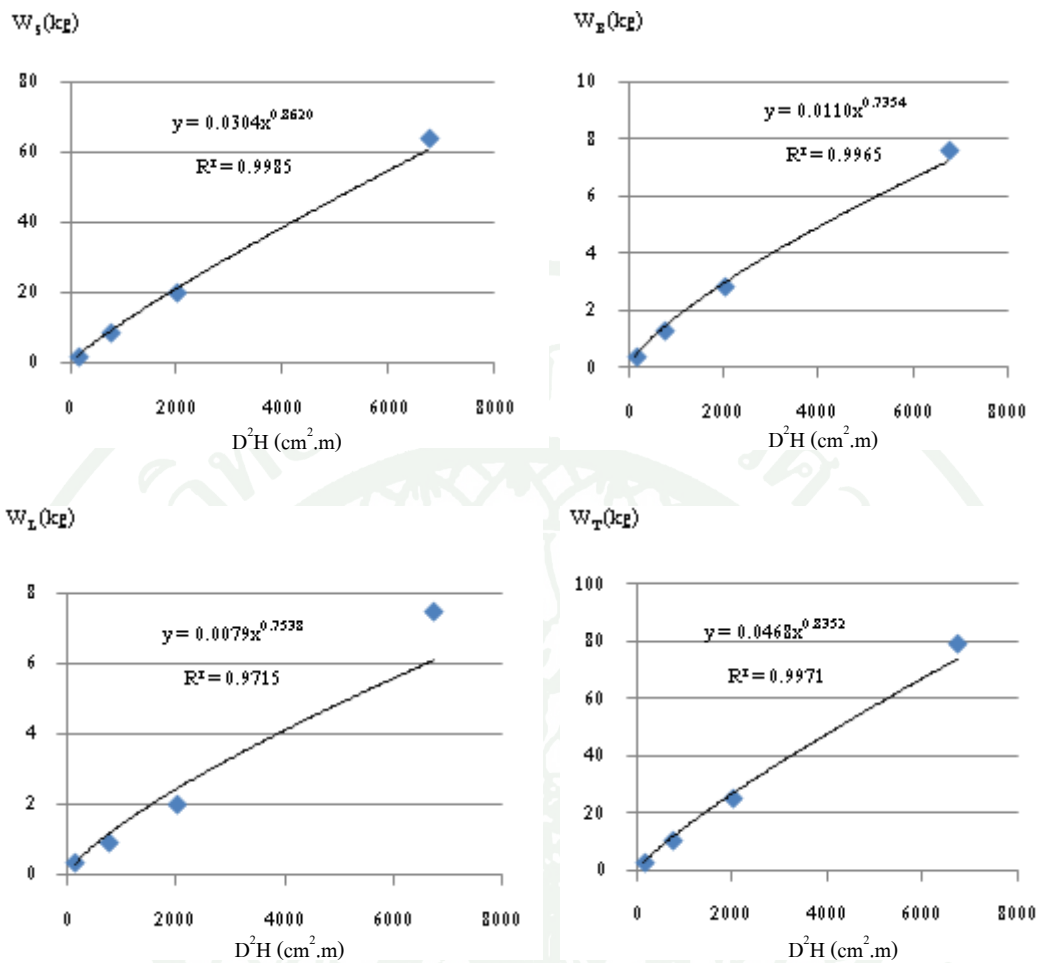 W_S(kg)
80
60
40
20
0
y = 0.0304x^0.8620
R² = 0.9985
0 2000 4000 6000 8000
D²H (cm².m)
W_B(kg)
10
8
6
4
2
0
y = 0.0110x^0.7354
R² = 0.9965
0 2000 4000 6000 8000
D²H (cm².m)
W_L(kg)
8
6
4
2
0
y = 0.0079x^0.7538
R² = 0.9715
0 2000 4000 6000 8000
D²H (cm².m)
W_T(kg)
100
80
60
40
20
0
y = 0.0468x^0.8352
R² = 0.9971
0 2000 4000 6000 8000
D²H (cm².m)